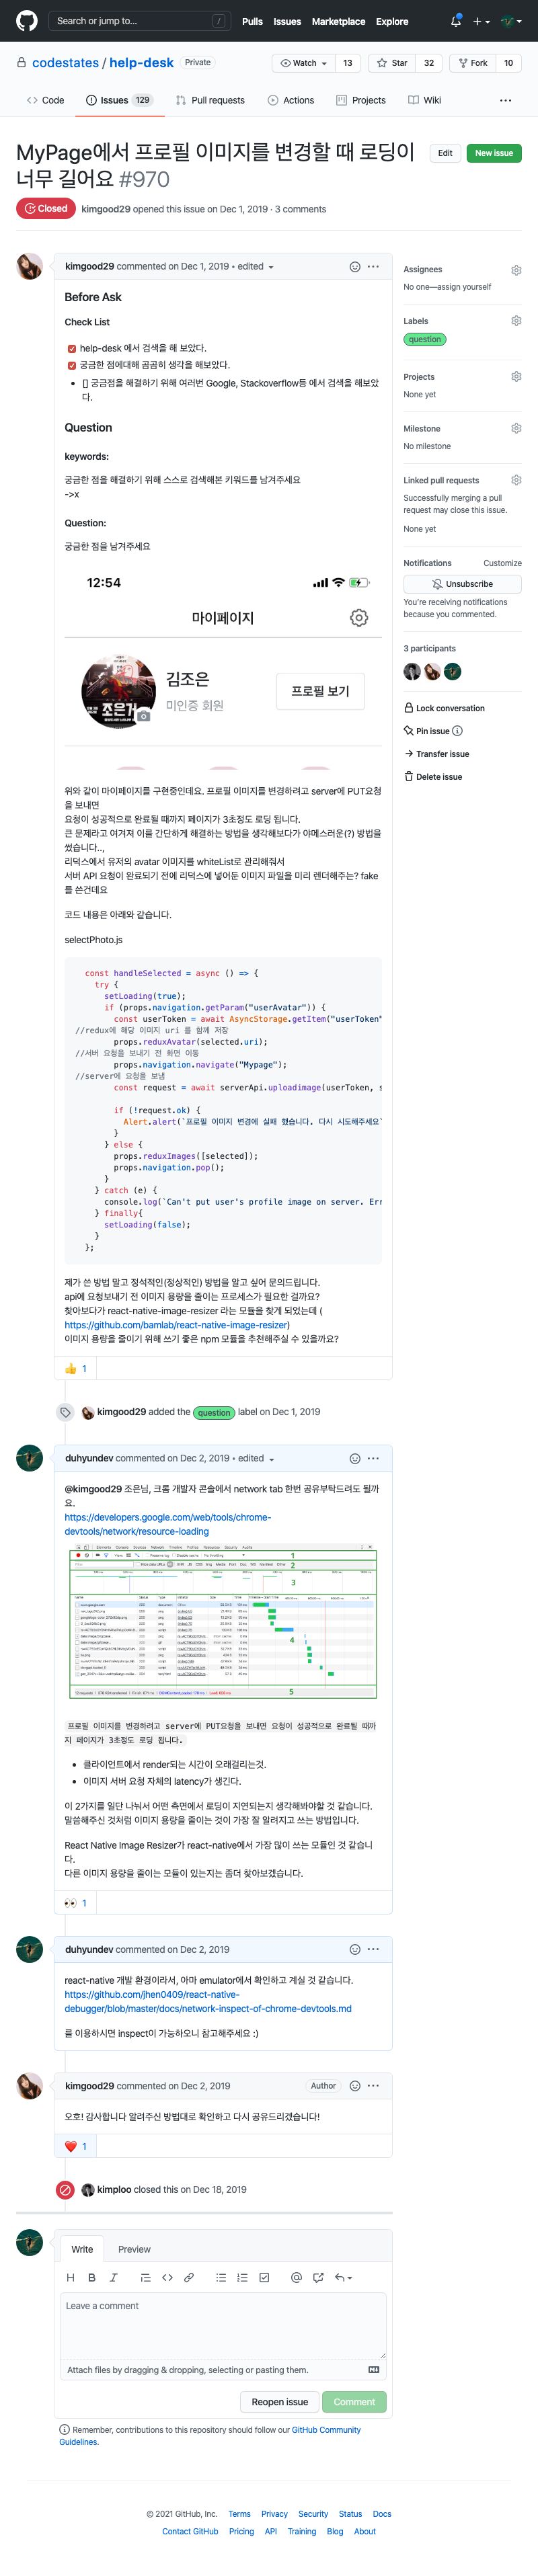 Search or jump to...
/
Pulls Issues Marketplace Explore
codestates / help-desk Private
Watch 13 Star 32 Fork 10
Code Issues 129 Pull requests Actions Projects Wiki
MyPage에서 프로필 이미지를 변경할 때 로딩이
너무 길어요 #970
Edit New issue
Closed kimgood29 opened this issue on Dec 1, 2019 · 3 comments
kimgood29 commented on Dec 1, 2019 • edited
Before Ask
Check List
help-desk 에서 검색을 해 보았다.
궁금한 점에대해 곰곰히 생각을 해보았다.
• [] 궁금점을 해결하기 위해 여러번 Google, Stackoverflow등 에서 검색을 해보았
다.
Question
keywords:
궁금한 점을 해결하기 위해 스스로 검색해본 키워드를 남겨주세요
->x
Question:
궁금한 점을 남겨주세요
12:54
마이페이지
김조은
미인증 회원
프로필 보기
조은거
위와 같이 마이페이지를 구현중인데요. 프로필 이미지를 변경하려고 server에 PUT요청
을 보내면
요청이 성공적으로 완료될 때까지 페이지가 3초정도 로딩 됩니다.
큰 문제라고 여겨져 이를 간단하게 해결하는 방법을 생각해보다가 야메스러운(?) 방법을
썼습니다..,
리덕스에서 유저의 avatar 이미지를 whiteList로 관리해줘서
서버 API 요청이 완료되기 전에 리덕스에 넣어둔 이미지 파일을 미리 렌더해주는? fake
를 쓴건데요
코드 내용은 아래와 같습니다.
selectPhoto.js
const handleSelected = async () => {
try {
setLoading(true);
if (props.navigation.getParam("userAvatar")) {
const userToken = await AsyncStorage.getItem("userToken"
//redux에 해당 이미지 uri 를 함께 저장
props.reduxAvatar(selected.uri);
//서버 요청을 보내기 전 화면 이동
props.navigation.navigate("Mypage");
//server에 요청을 보냄
const request = await serverApi.uploadimage(userToken, s
if (!request.ok) {
Alert.alert(`프로필 이미지 변경에 실패 했습니다. 다시 시도해주세요`
}
} else {
props.reduxImages([selected]);
props.navigation.pop();
}
} catch (e) {
console.log(`Can't put user's profile image on server. Err
} finally{
setLoading(false);
}
};
제가 쓴 방법 말고 정석적인(정상적인) 방법을 알고 싶어 문의드립니다.
api에 요청보내기 전 이미지 용량을 줄이는 프로세스가 필요한 걸까요?
찾아보다가 react-native-image-resizer 라는 모듈을 찾게 되었는데 (
https://github.com/bamlab/react-native-image-resizer)
이미지 용량을 줄이기 위해 쓰기 좋은 npm 모듈을 추천해주실 수 있을까요?
👍 1
kimgood29 added the question label on Dec 1, 2019
duhyundev commented on Dec 2, 2019 • edited
@kimgood29 조은님, 크롬 개발자 콘솔에서 network tab 한번 공유부탁드려도 될까
요.
https://developers.google.com/web/tools/chrome-
devtools/network/resource-loading
1
2
3
4
5
프로필 이미지를 변경하려고 server에 PUT요청을 보내면 요청이 성공적으로 완료될 때까
지 페이지가 3초정도 로딩 됩니다.
• 클라이언트에서 render되는 시간이 오래걸리는것.
• 이미지 서버 요청 자체의 latency가 생긴다.
이 2가지를 일단 나눠서 어떤 측면에서 로딩이 지연되는지 생각해봐야할 것 같습니다.
말씀해주신 것처럼 이미지 용량을 줄이는 것이 가장 잘 알려지고 쓰는 방법입니다.
React Native Image Resizer가 react-native에서 가장 많이 쓰는 모듈인 것 같습니
다.
다른 이미지 용량을 줄이는 모듈이 있는지는 좀더 찾아보겠습니다.
👀 1
duhyundev commented on Dec 2, 2019
react-native 개발 환경이라서, 아마 emulator에서 확인하고 계실 것 같습니다.
https://github.com/jhen0409/react-native-
debugger/blob/master/docs/network-inspect-of-chrome-devtools.md
를 이용하시면 inspect이 가능하오니 참고해주세요 :)
kimgood29 commented on Dec 2, 2019 Author
오호! 감사합니다 알려주신 방법대로 확인하고 다시 공유드리겠습니다!
❤️ 1
kimploo closed this on Dec 18, 2019
Write Preview
Leave a comment
Attach files by dragging & dropping, selecting or pasting them.
Reopen issue Comment
Remember, contributions to this repository should follow our GitHub Community
Guidelines.
Assignees
No one—assign yourself
Labels
question
Projects
None yet
Milestone
No milestone
Linked pull requests
Successfully merging a pull
request may close this issue.
None yet
Notifications Customize
Unsubscribe
You're receiving notifications
because you commented.
3 participants
Lock conversation
Pin issue
Transfer issue
Delete issue
© 2021 GitHub, Inc. Terms Privacy Security Status Docs
Contact GitHub Pricing API Training Blog About